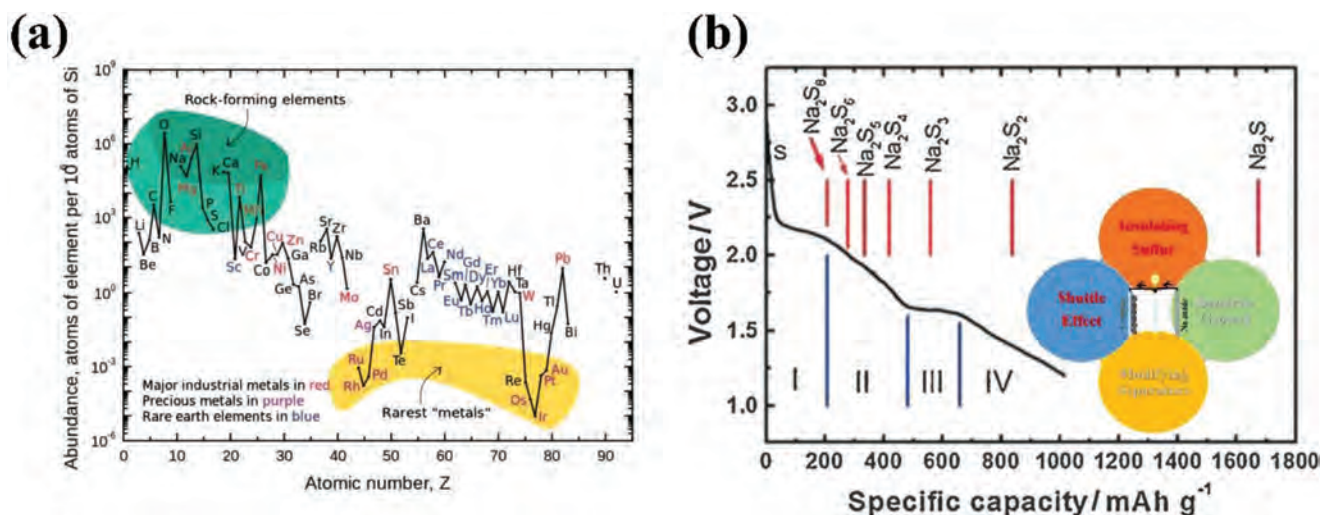 (a)
Abundance, atoms of element per 10⁶ atoms of Si
10⁹
10⁶
10³
10⁰
10⁻³
10⁻⁶
0
10
20
30
40
50
60
70
80
90
Atomic number, Z
Rock-forming elements
Rarest "metals"
Major industrial metals in red
Precious metals in purple
Rare earth elements in blue
H
Li
Be
B
C
N
O
F
Na
Mg
Al
Si
P
S
Cl
K
Ca
Sc
Ti
V
Cr
Mn
Fe
Co
Ni
Cu
Zn
Ga
Ge
As
Se
Br
Rb
Sr
Y
Zr
Nb
Mo
Ru
Rh
Pd
Ag
Cd
In
Sn
Sb
Te
I
Cs
Ba
La
Ce
Pr
Nd
Sm
Eu
Gd
Tb
Dy
Ho
Er
Tm
Yb
Lu
Hf
Ta
W
Re
Os
Ir
Pt
Au
Hg
Tl
Pb
Bi
Th
U
(b)
Voltage/ V
3.0
2.5
2.0
1.5
1.0
S
Na₂S₈
Na₂S₆
Na₂S₅
Na₂S₄
Na₂S₃
Na₂S₂
Na₂S
I
II
III
IV
Insulating
Sulfur
Shuttle
Effect
0
200
400
600
800
1000
1200
1400
1600
1800
Specific capacity/ mAh g⁻¹